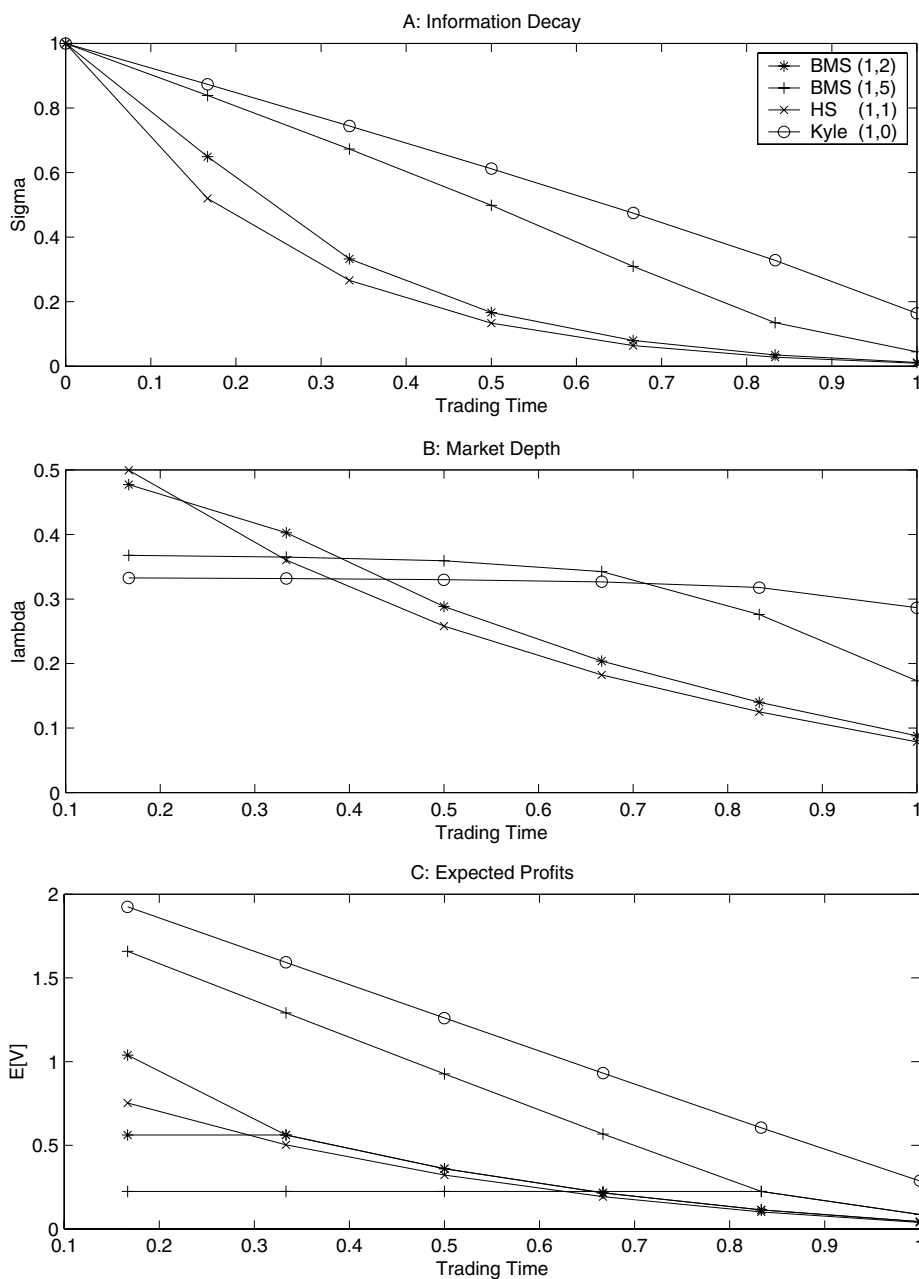 A: Information Decay
1
0.8
0.6
0.4
0.2
0
Sigma
BMS (1,2)
BMS (1,5)
HS (1,1)
Kyle (1,0)
0 0.1 0.2 0.3 0.4 0.5 0.6 0.7 0.8 0.9 1
Trading Time
B: Market Depth
0.5
0.4
0.3
0.2
0.1
0
lambda
0.1 0.2 0.3 0.4 0.5 0.6 0.7 0.8 0.9 1
Trading Time
C: Expected Profits
2
1.5
1
0.5
0
E[V]
0.1 0.2 0.3 0.4 0.5 0.6 0.7 0.8 0.9 1
Trading Time